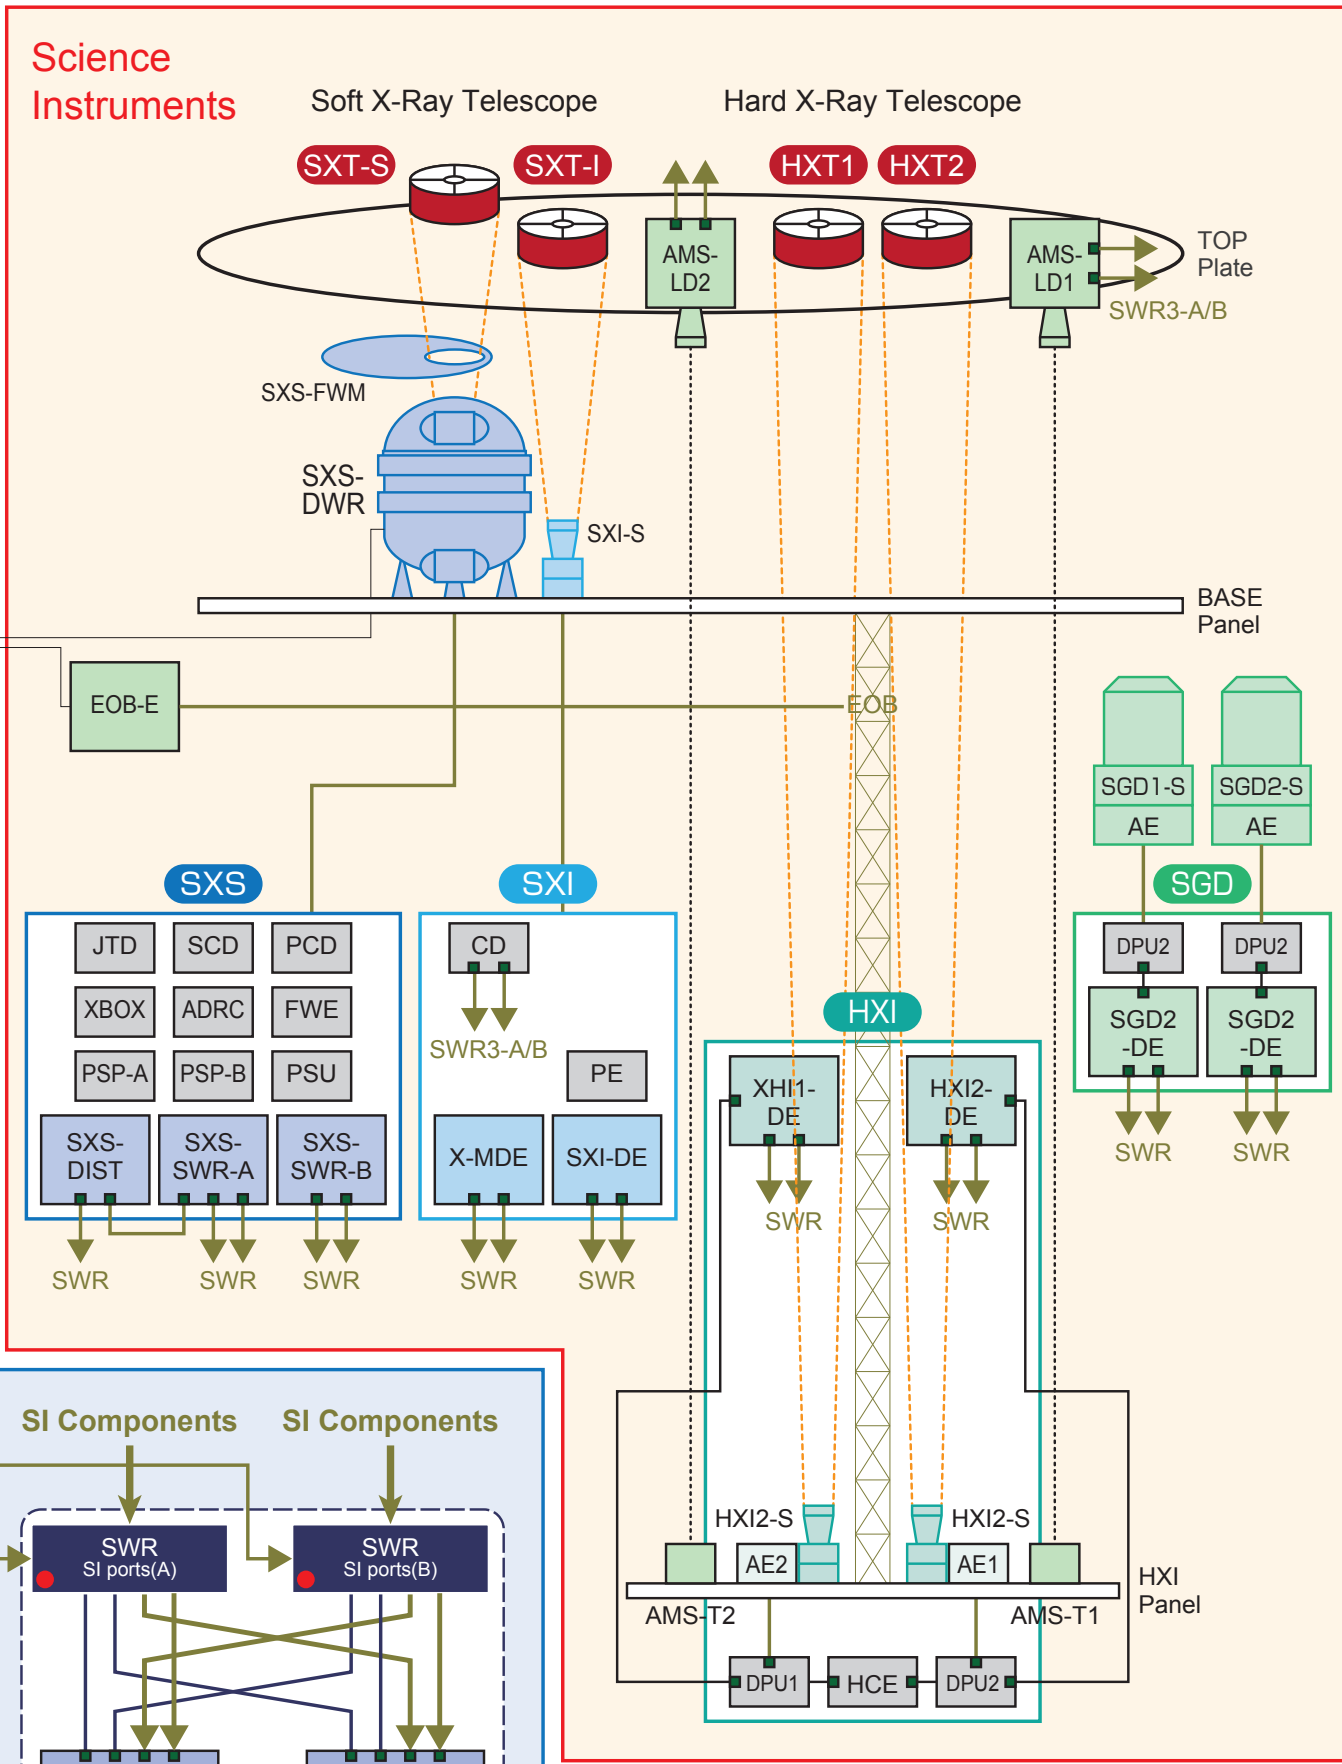 Science
Instruments
Soft X-Ray Telescope
Hard X-Ray Telescope
SXT-S
SXT-I
HXT1
HXT2
AMS-
LD2
AMS-
LD1
TOP
Plate
SWR3-A/B
SXS-FWM
SXS-
DWR
SXI-S
BASE
Panel
EOB-E
EOB
SGD1-S
AE
SGD2-S
AE
SXS
SXI
SGD
JTD
SCD
PCD
XBOX
ADRC
FWE
PSP-A
PSP-B
PSU
SXS-
DIST
SXS-
SWR-A
SXS-
SWR-B
SWR
SWR
SWR
CD
SWR3-A/B
PE
X-MDE
SXI-DE
SWR
SWR
HXI
XHI1-
DE
HXI2-
DE
SWR
SWR
DPU2
DPU2
SGD2
-DE
SGD2
-DE
SWR
SWR
HXI2-S
HXI2-S
AE2
AE1
AMS-T2
AMS-T1
HXI
Panel
DPU1
HCE
DPU2
SI Components
SI Components
SWR
SI ports(A)
SWR
SI ports(B)